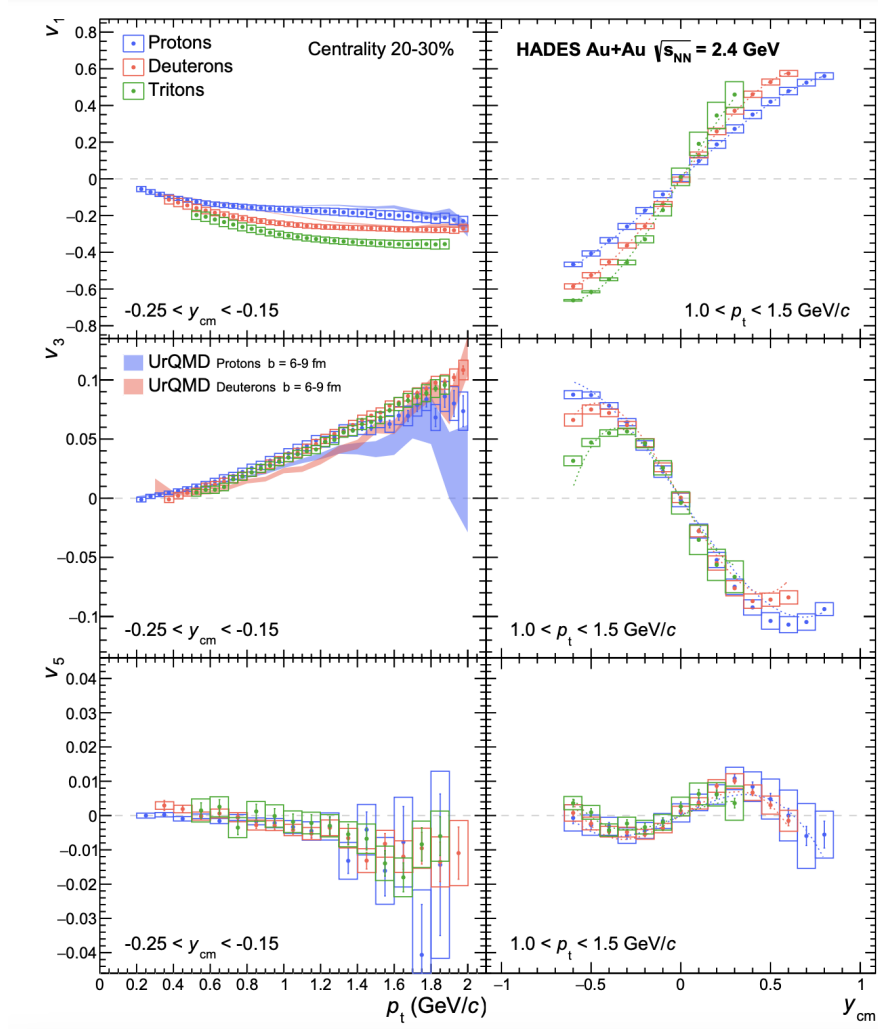 v1
0.8
0.6
0.4
0.2
0
−0.2
−0.4
−0.6
−0.8
Protons
Deuterons
Tritons
Centrality 20-30%
-0.25 < ycm < -0.15
HADES Au+Au √sNN = 2.4 GeV
1.0 < pt < 1.5 GeV/c
v3
0.1
0.05
0
−0.05
−0.1
UrQMD Protons b = 6-9 fm
UrQMD Deuterons b = 6-9 fm
-0.25 < ycm < -0.15
1.0 < pt < 1.5 GeV/c
v5
0.04
0.03
0.02
0.01
0
−0.01
−0.02
−0.03
−0.04
-0.25 < ycm < -0.15
1.0 < pt < 1.5 GeV/c
0 0.2 0.4 0.6 0.8 1 1.2 1.4 1.6 1.8 2
pt (GeV/c)
−1 −0.5 0 0.5
ycm